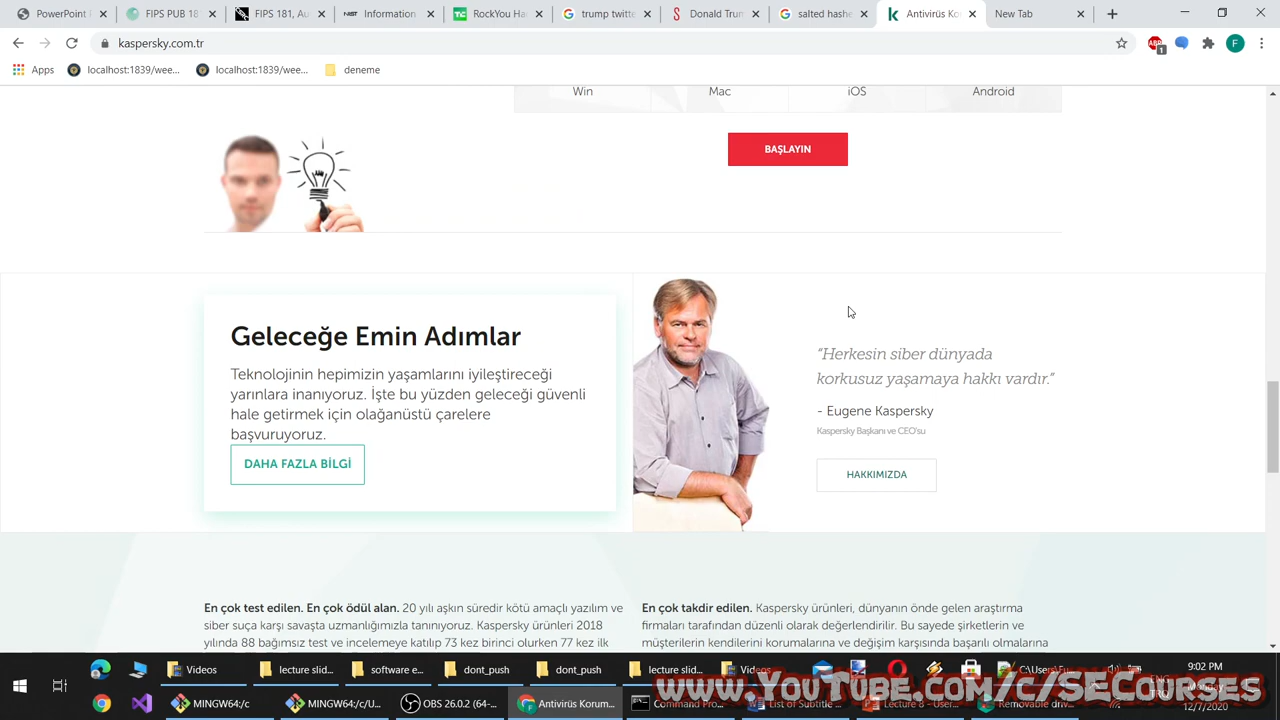 PowerPoint P
FIPS PUB 18
FIPS 181, Au
Information
RockYou Ha
trump twitte
Donald Trum
salted hashe
Antivirüs Ko
New Tab
kaspersky.com.tr
Apps
localhost:1839/wee...
localhost:1839/wee...
deneme
Win
Mac
iOS
Android
BAŞLAYIN
Geleceğe Emin Adımlar
Teknolojinin hepimizin yaşamlarını iyileştireceği
yarınlara inanıyoruz. İşte bu yüzden geleceği güvenli
hale getirmek için olağanüstü çarelere
başvuruyoruz.
DAHA FAZLA BİLGİ
“Herkesin siber dünyada
korkusuz yaşamaya hakkı vardır.”
- Eugene Kaspersky
Kaspersky Başkanı ve CEO'su
HAKKIMIZDA
En çok test edilen. En çok ödül alan. 20 yılı aşkın süredir kötü amaçlı yazılım ve
siber suça karşı savaşta uzmanlığımızla tanınıyoruz. Kaspersky ürünleri 2018
yılında 88 bağımsız test ve incelemeye katılıp 73 kez birinci olurken 77 kez ilk
En çok takdir edilen. Kaspersky ürünleri, dünyanın önde gelen araştırma
firmaları tarafından düzenli olarak değerlendirilir. Bu sayede şirketlerin ve
müşterilerin kendilerini korumalarına ve değişim karşısında başarılı olmalarına
Videos
lecture slid...
software e...
dont_push
dont_push
lecture slid...
Videos
C:\Users\Fu...
9:02 PM
ENG
TRQ
Monday
12/7/2020
MINGW64:/c
MINGW64:/c/U...
OBS 26.0.2 (64-...
Antivirüs Korum...
Command Pro...
List of Subtitle ...
Lecture 8 - User...
Removable driv...
www.YouTube.com/c/SECourses